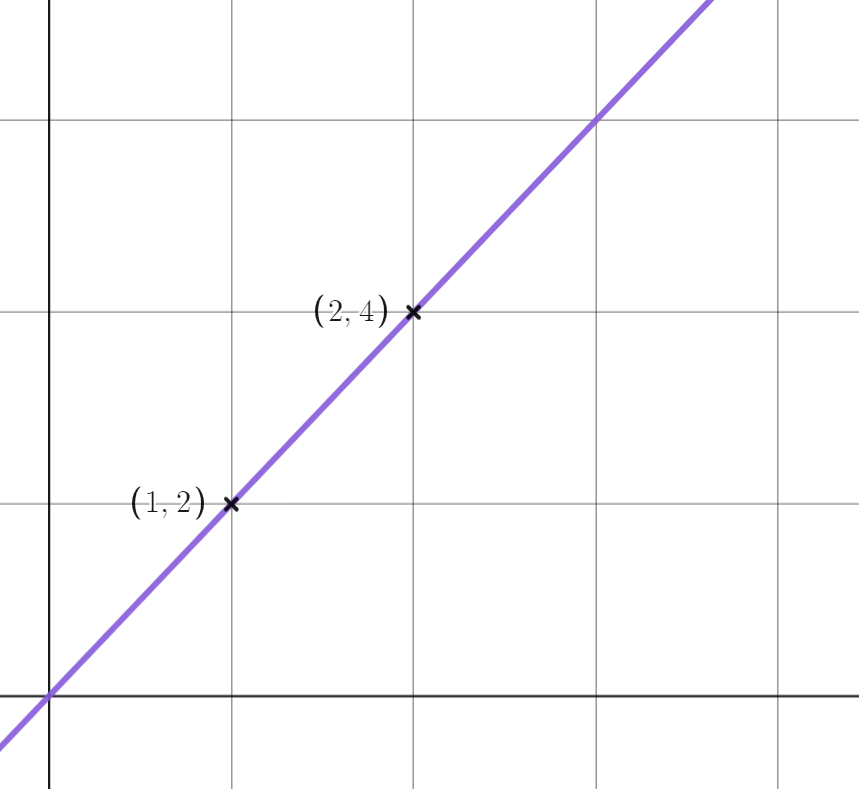 (2, 4)
(1, 2)